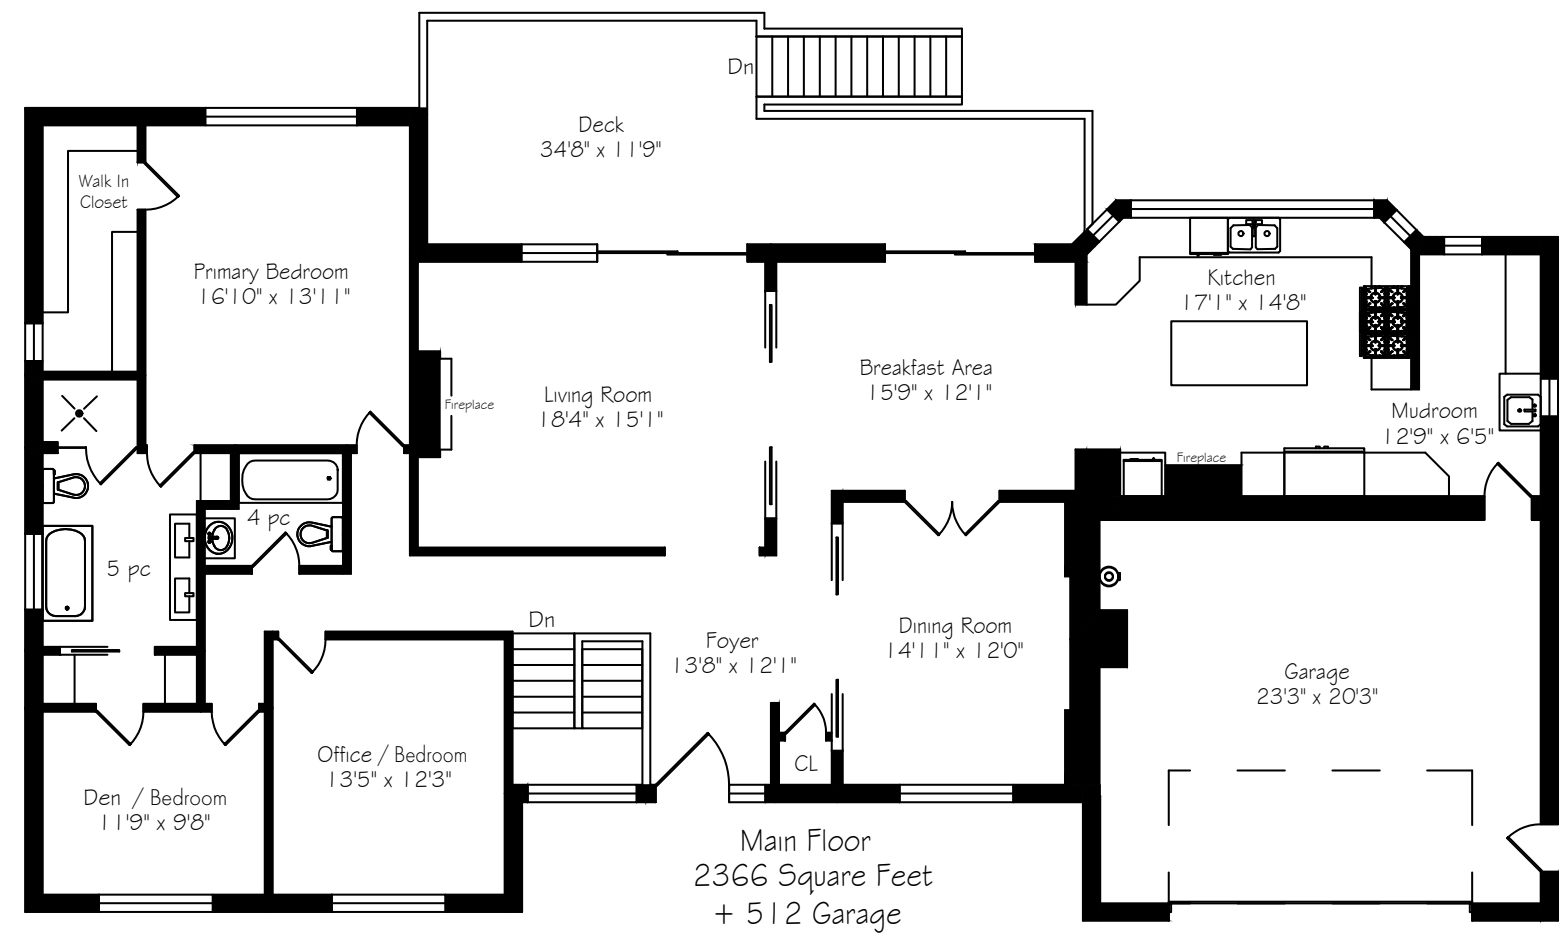 Dn
Deck
34'8" x 11'9"
Walk In
Closet
Primary Bedroom
16'10" x 13'11"
Kitchen
17'1" x 14'8"
Living Room
18'4" x 15'1"
Fireplace
Breakfast Area
15'9" x 12'1"
Mudroom
12'9" x 6'5"
Fireplace
4 pc
5 pc
Dn
Foyer
13'8" x 12'1"
Dining Room
14'11" x 12'0"
Garage
23'3" x 20'3"
Office / Bedroom
13'5" x 12'3"
CL
Den / Bedroom
11'9" x 9'8"
Main Floor
2366 Square Feet
+ 512 Garage